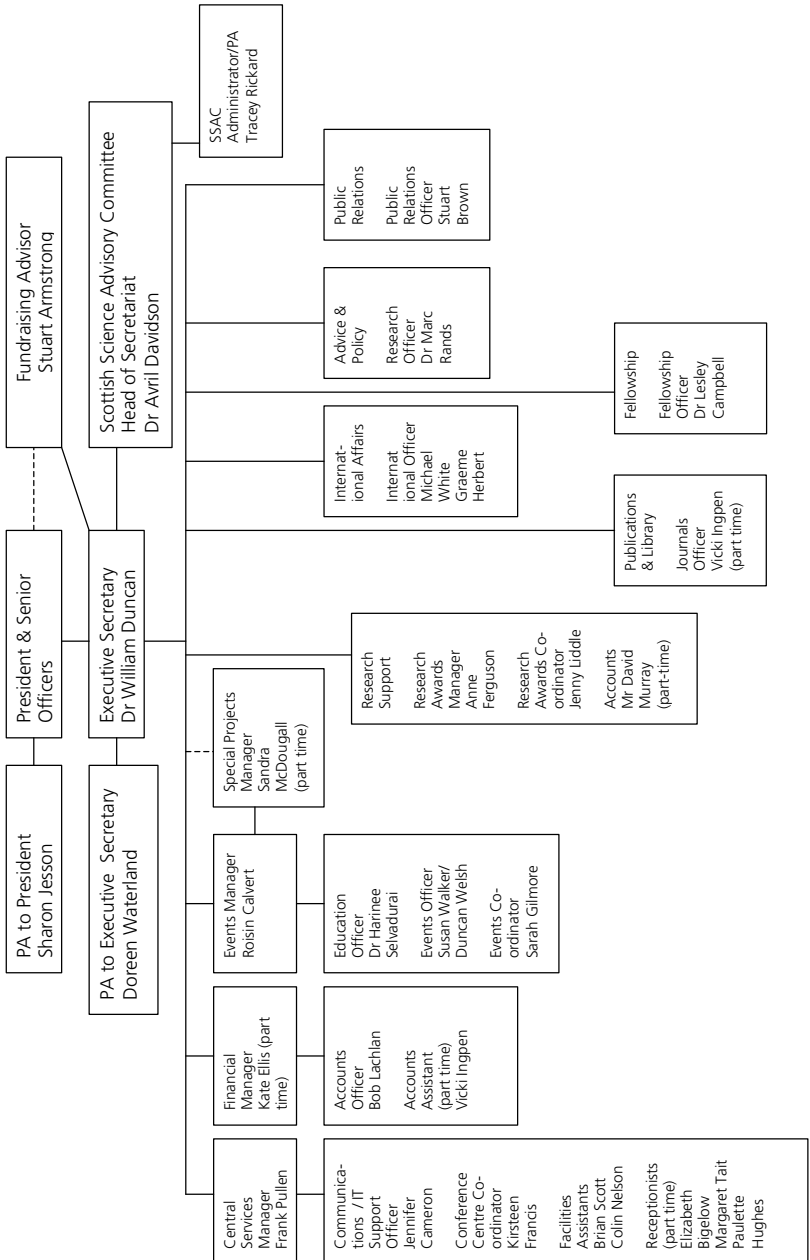 PA to President
Sharon Jesson
President & Senior
Officers
Fundraising Advisor
Stuart Armstrong
PA to Executive Secretary
Doreen Waterland
Executive Secretary
Dr William Duncan
Scottish Science Advisory Committee
Head of Secretariat
Dr Avril Davidson
SSAC
Administrator/PA
Tracey Rickard
Central
Services
Manager
Frank Pullen
Financial
Manager
Kate Ellis (part
time)
Events Manager
Roisin Calvert
Special Projects
Manager
Sandra
McDougall
(part time)
Communica-
tions / IT
Support
Officer
Jennifer
Cameron
Conference
Centre Co-
ordinator
Kirsteen
Francis
Facilities
Assistants
Brian Scott
Colin Nelson
Receptionists
(part time)
Elizabeth
Bigelow
Margaret Tait
Paulette
Hughes
Accounts
Officer
Bob Lachlan
Accounts
Assistant
(part time)
Vicki Ingpen
Education
Officer
Dr Harinee
Selvadurai
Events Officer
Susan Walker/
Duncan Welsh
Events Co-
ordinator
Sarah Gilmore
Research
Support
Research
Awards
Manager
Anne
Ferguson
Research
Awards Co-
ordinator
Jenny Liddle
Accounts
Mr David
Murray
(part-time)
Internat-
ional Affairs
Internat
ional Officer
Michael
White
Graeme
Herbert
Advice &
Policy
Research
Officer
Dr Marc
Rands
Public
Relations
Public
Relations
Officer
Stuart
Brown
Publications
& Library
Journals
Officer
Vicki Ingpen
(part time)
Fellowship
Fellowship
Officer
Dr Lesley
Campbell